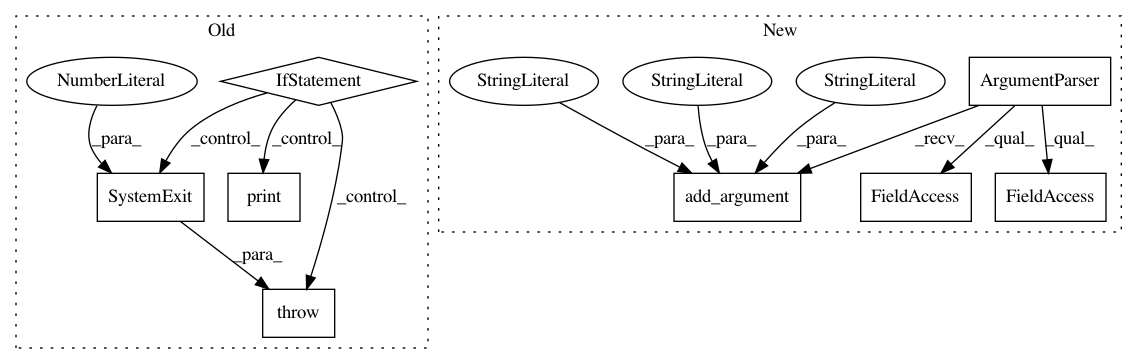 Old
New
NumberLiteral
IfStatement
StringLiteral
StringLiteral
StringLiteral
ArgumentParser
_para_
_control_
_control_
_para_
_para_
_para_
_recv_
_qual_
_qual_
SystemExit
print
_control_
add_argument
FieldAccess
FieldAccess
_para_
throw